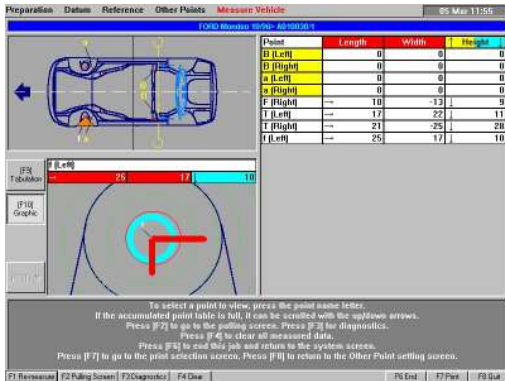 Preparation Datum Reference Other Points Measure Vehicle 05 Mar 11:55
FORD Mondeo 10/96> A010030/1
Point Length Width ↑ Height ↓
B (Left) 0 0 0
B (Right) 0 0 0
a (Left) 0 0 0
a (Right) 0 0 0
F (Right) → 10 -13 ↓ 9
T (Left) → 17 22 ↓ 11
T (Right) → 21 -25 ↓ 28
f (Left) → 25 17 ↓ 10
[F9]
Tabulation
[F10]
Graphic
f (Left)
→ 25 17 ↓ 10
To select a point to view, press the point name letter.
If the accumulated point table is full, it can be scrolled with the up/down arrows.
Press [F2] to go to the pulling screen. Press [F3] for diagnostics.
Press [F4] to clear all measured data.
Press [F6] to end this job and return to the system screen.
Press [F7] to go to the print selection screen. Press [F8] to return to the Other Point setting screen.
F1 Re-measure F2 Pulling Screen F3 Diagnostics F4 Clear F6 End F7 Print F8 Quit